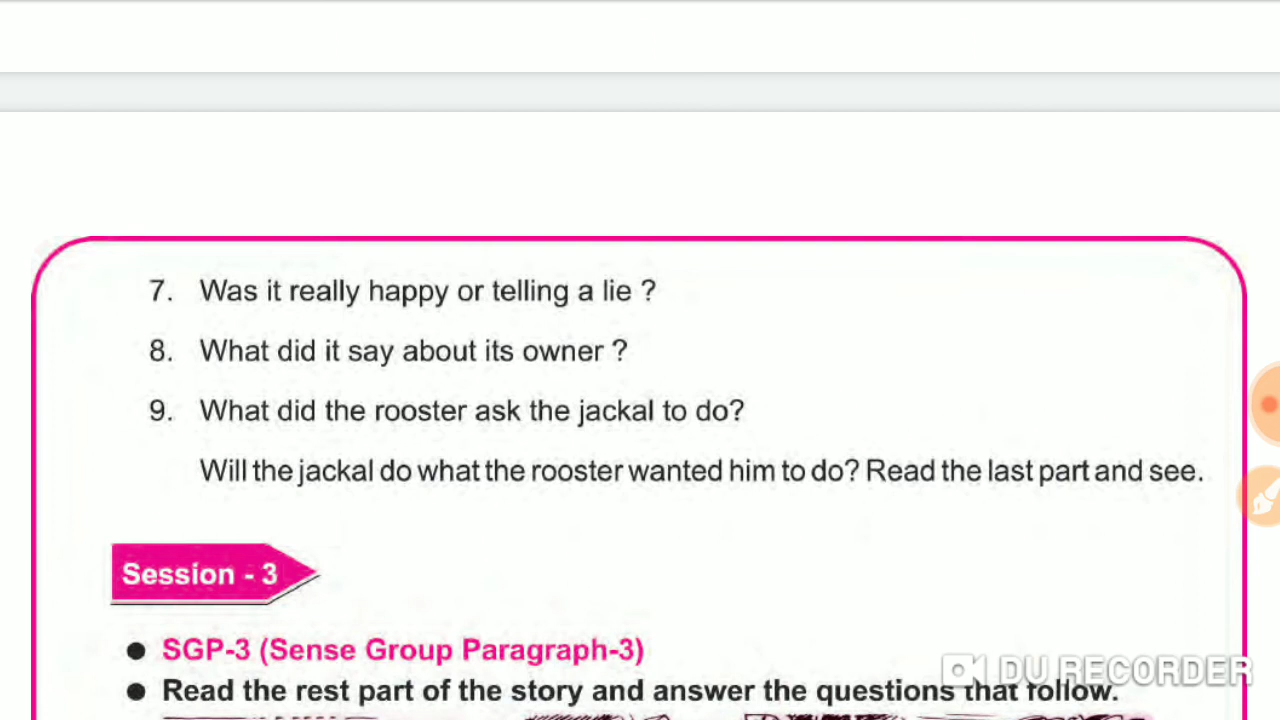 7. Was it really happy or telling a lie ?
8. What did it say about its owner ?
9. What did the rooster ask the jackal to do?
Will the jackal do what the rooster wanted him to do? Read the last part and see.
Session - 3
● SGP-3 (Sense Group Paragraph-3)
DU RECORDER
● Read the rest part of the story and answer the questions that follow.